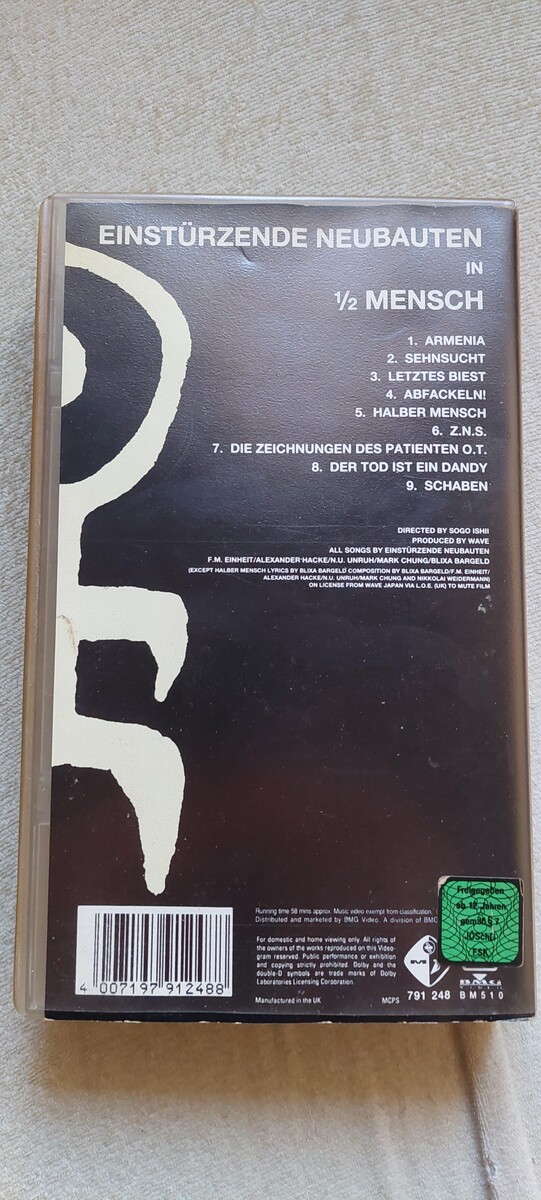 EINSTÜRZENDE NEUBAUTEN
IN
½ MENSCH
1. ARMENIA
2. SEHNSUCHT
3. LETZTES BIEST
4. ABFACKELN!
5. HALBER MENSCH
6. Z.N.S.
7. DIE ZEICHNUNGEN DES PATIENTEN O.T.
8. DER TOD IST EIN DANDY
9. SCHABEN
DIRECTED BY SOGO ISHII
PRODUCED BY WAVE
ALL SONGS BY EINSTÜRZENDE NEUBAUTEN
F.M. EINHEIT/ALEXANDER HACKE/N.U. UNRUH/MARK CHUNG/BLIXA BARGELD
(EXCEPT HALBER MENSCH LYRICS BY BLIXA BARGELD COMPOSITION BY BLIXA BARGELD/F.M. EINHEIT/
ALEXANDER HACKE/N.U. UNRUH/MARK CHUNG AND NIKKOLAI WEIDERMANN)
ON LICENSE FROM WAVE JAPAN VIA L.O.E. (UK) TO MUTE FILM
Running time 58 mins approx. Music video exempt from classification.
Distributed and marketed by BMG Video. A division of BMG
For domestic and home viewing only. All rights of
the owners of the works reproduced on this Video-
gram reserved. Public performance or exhibition
and copying strictly prohibited. Dolby and the
double-D symbols are trade marks of Dolby
Laboratories Licensing Corporation.
Manufactured in the UK
MCPS
791 248
Freigegeben
ab 12 Jahren
gemäß § 7
JÖSchG
FSK
BMG
VIDEO
BM510
4 007197 912488